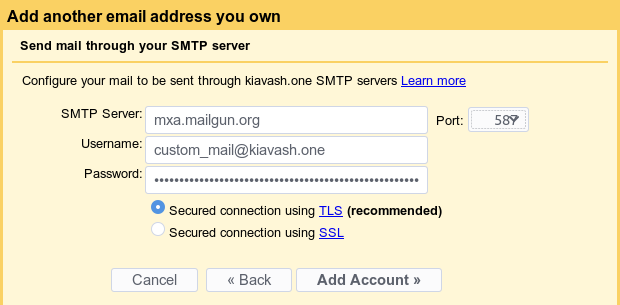 Add another email address you own
Send mail through your SMTP server
Configure your mail to be sent through kiavash.one SMTP servers Learn more
SMTP Server: mxa.mailgun.org Port: 587
Username: custom_mail@kiavash.one
Password: ••••••••••••••••••••••••••••••••••••••••••••••••••
Secured connection using TLS (recommended)
Secured connection using SSL
Cancel « Back Add Account »